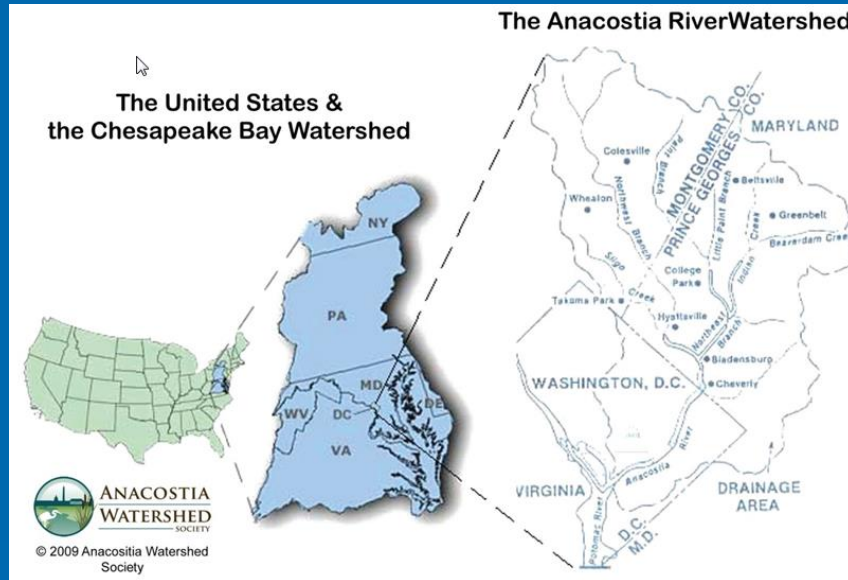 The Anacostia RiverWatershed
The United States &
the Chesapeake Bay Watershed
NY
PA
MD
WV
DC
DE
VA
ANACOSTIA
WATERSHED
SOCIETY
© 2009 Anacositia Watershed
Society
MONTGOMERY CO.
PRINCE GEORGES CO.
MARYLAND
Colesville
Paint
Branch
Beltsville
Wheaton
Northwest Branch
Little Paint Branch
Greenbelt
Indian Creek
Beaverdam Creek
Sligo
Creek
College
Park
Takoma Park
Hyattsville
Northeast
Branch
Bladensburg
WASHINGTON, D.C.
Cheverly
Anacostia River
VIRGINIA
DRAINAGE
AREA
Potomac River
D.C.
M.D.